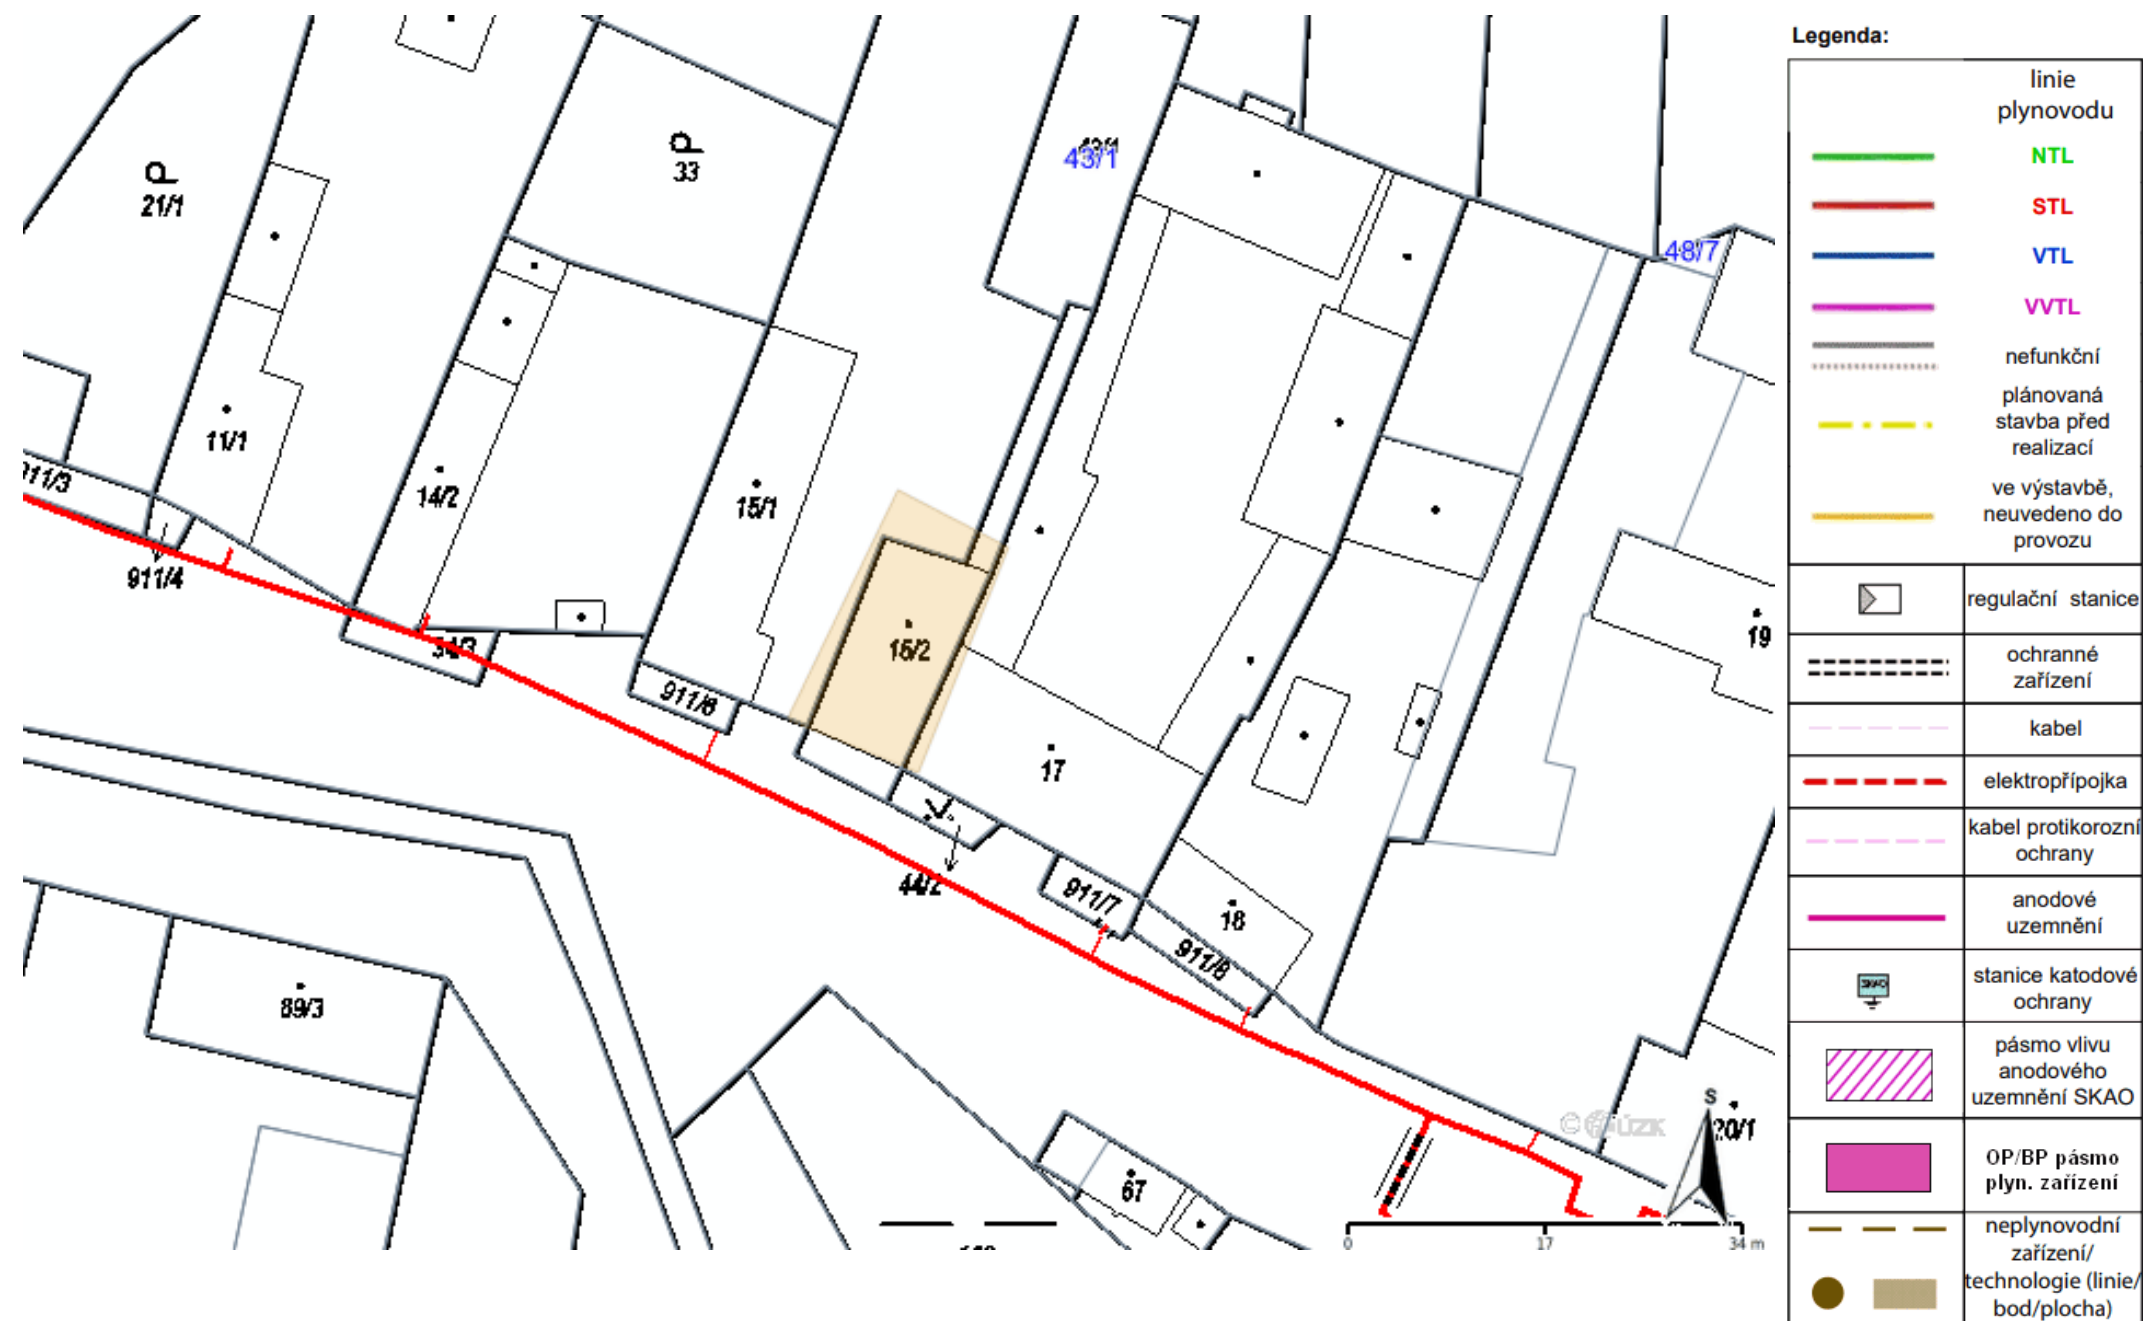 P
21/1
P
33
43/1
48/7
11/1
14/2
15/1
911/3
911/4
911/6
17
44/2
911/7
18
19
89/3
67
20/1
S
0 17 34 m
Legenda:
linie
plynovodu
NTL
STL
VTL
VVTL
nefunkční
plánovaná
stavba před
realizací
ve výstavbě,
neuvedeno do
provozu
regulační stanice
ochranné
zařízení
kabel
elektropřípojka
kabel protikorozní
ochrany
anodové
uzemnění
SKAO
stanice katodové
ochrany
pásmo vlivu
anodového
uzemnění SKAO
OP/BP pásmo
plyn. zařízení
neplynovodní
zařízení/
technologie (linie/
bod/plocha)